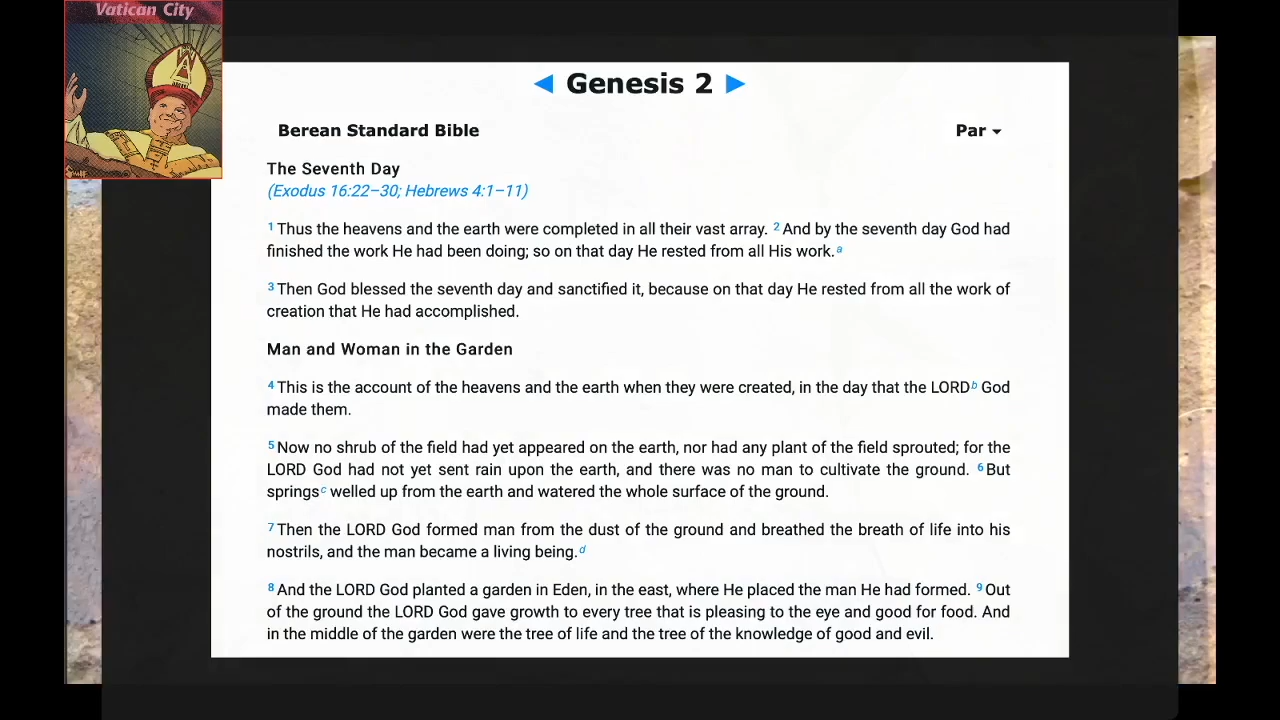 Vatican City
◄ Genesis 2 ►
Berean Standard Bible
Par
The Seventh Day
(Exodus 16:22–30; Hebrews 4:1–11)
1 Thus the heavens and the earth were completed in all their vast array. 2 And by the seventh day God had
finished the work He had been doing; so on that day He rested from all His work. a
3 Then God blessed the seventh day and sanctified it, because on that day He rested from all the work of
creation that He had accomplished.
Man and Woman in the Garden
4 This is the account of the heavens and the earth when they were created, in the day that the LORD b God
made them.
5 Now no shrub of the field had yet appeared on the earth, nor had any plant of the field sprouted; for the
LORD God had not yet sent rain upon the earth, and there was no man to cultivate the ground. 6 But
springs c welled up from the earth and watered the whole surface of the ground.
7 Then the LORD God formed man from the dust of the ground and breathed the breath of life into his
nostrils, and the man became a living being. d
8 And the LORD God planted a garden in Eden, in the east, where He placed the man He had formed. 9 Out
of the ground the LORD God gave growth to every tree that is pleasing to the eye and good for food. And
in the middle of the garden were the tree of life and the tree of the knowledge of good and evil.